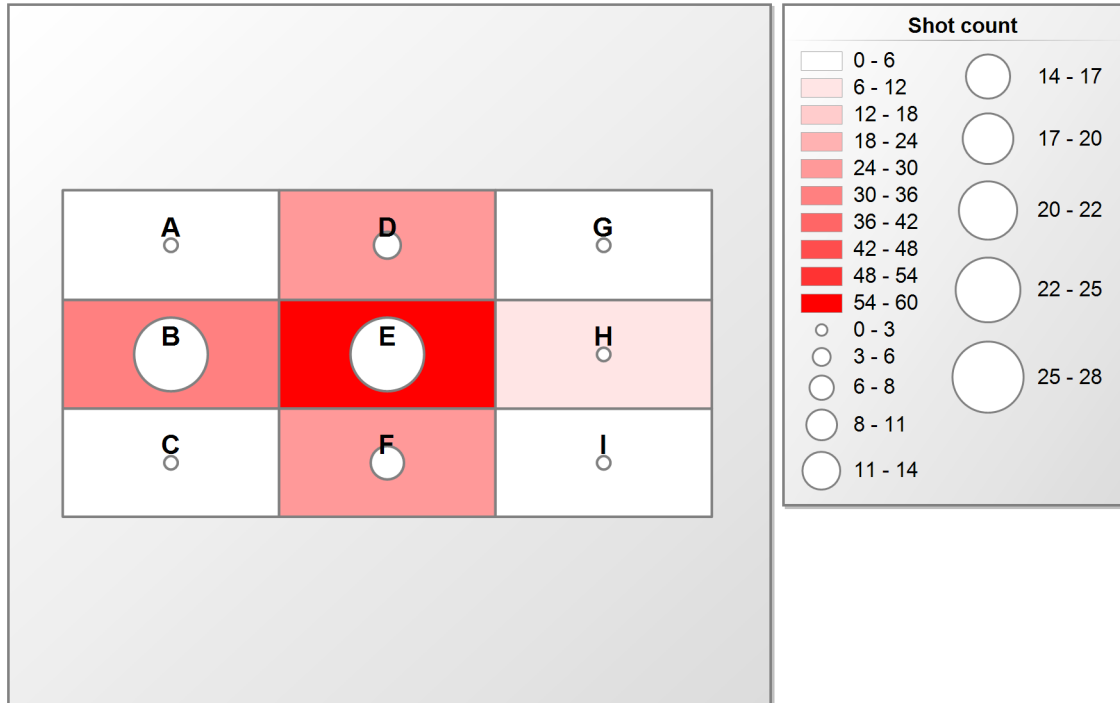 A
D
G
B
E
H
C
F
I
Shot count
0 - 6
6 - 12
12 - 18
18 - 24
24 - 30
30 - 36
36 - 42
42 - 48
48 - 54
54 - 60
0 - 3
3 - 6
6 - 8
8 - 11
11 - 14
14 - 17
17 - 20
20 - 22
22 - 25
25 - 28